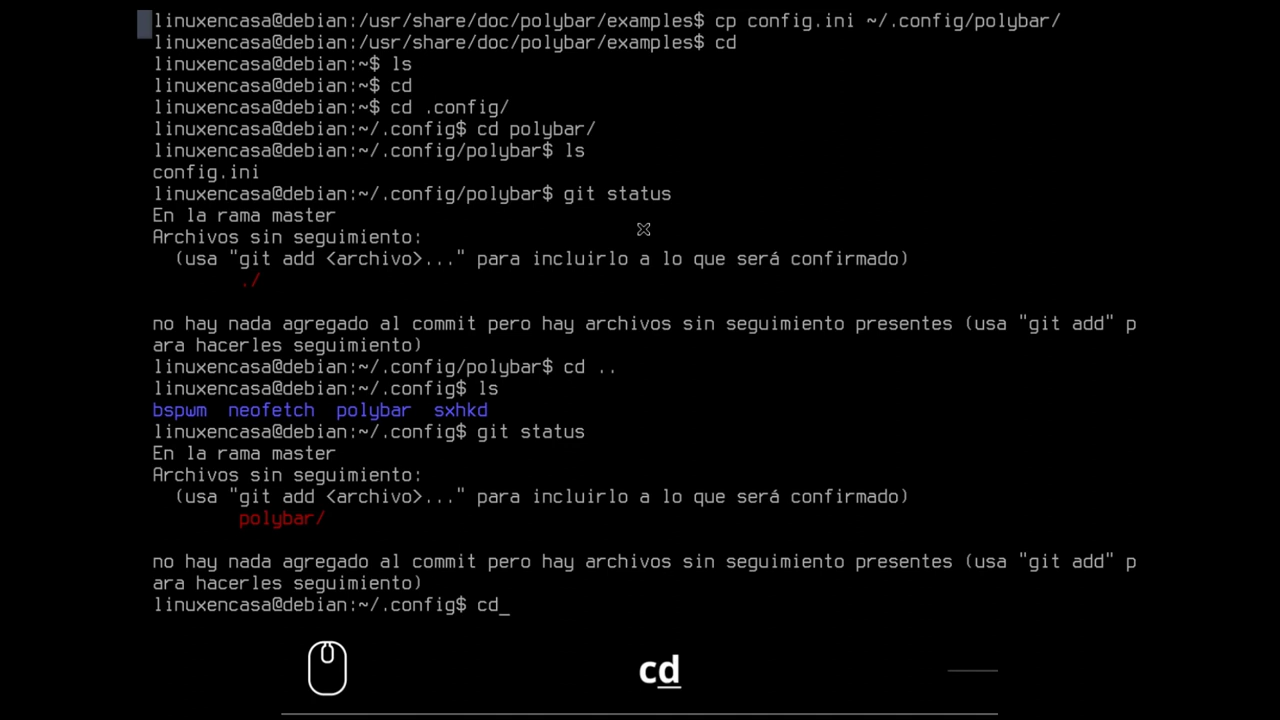 linuxencasa@debian:/usr/share/doc/polybar/examples$ cp config.ini ~/.config/polybar/
linuxencasa@debian:/usr/share/doc/polybar/examples$ cd
linuxencasa@debian:~$ ls
linuxencasa@debian:~$ cd
linuxencasa@debian:~$ cd .config/
linuxencasa@debian:~/.config$ cd polybar/
linuxencasa@debian:~/.config/polybar$ ls
config.ini
linuxencasa@debian:~/.config/polybar$ git status
En la rama master
Archivos sin seguimiento:
  (usa "git add <archivo>..." para incluirlo a lo que será confirmado)
        ./

no hay nada agregado al commit pero hay archivos sin seguimiento presentes (usa "git add" p
ara hacerles seguimiento)
linuxencasa@debian:~/.config/polybar$ cd ..
linuxencasa@debian:~/.config$ ls
bspwm  neofetch  polybar  sxhkd
linuxencasa@debian:~/.config$ git status
En la rama master
Archivos sin seguimiento:
  (usa "git add <archivo>..." para incluirlo a lo que será confirmado)
        polybar/

no hay nada agregado al commit pero hay archivos sin seguimiento presentes (usa "git add" p
ara hacerles seguimiento)
linuxencasa@debian:~/.config$ cd_
cd